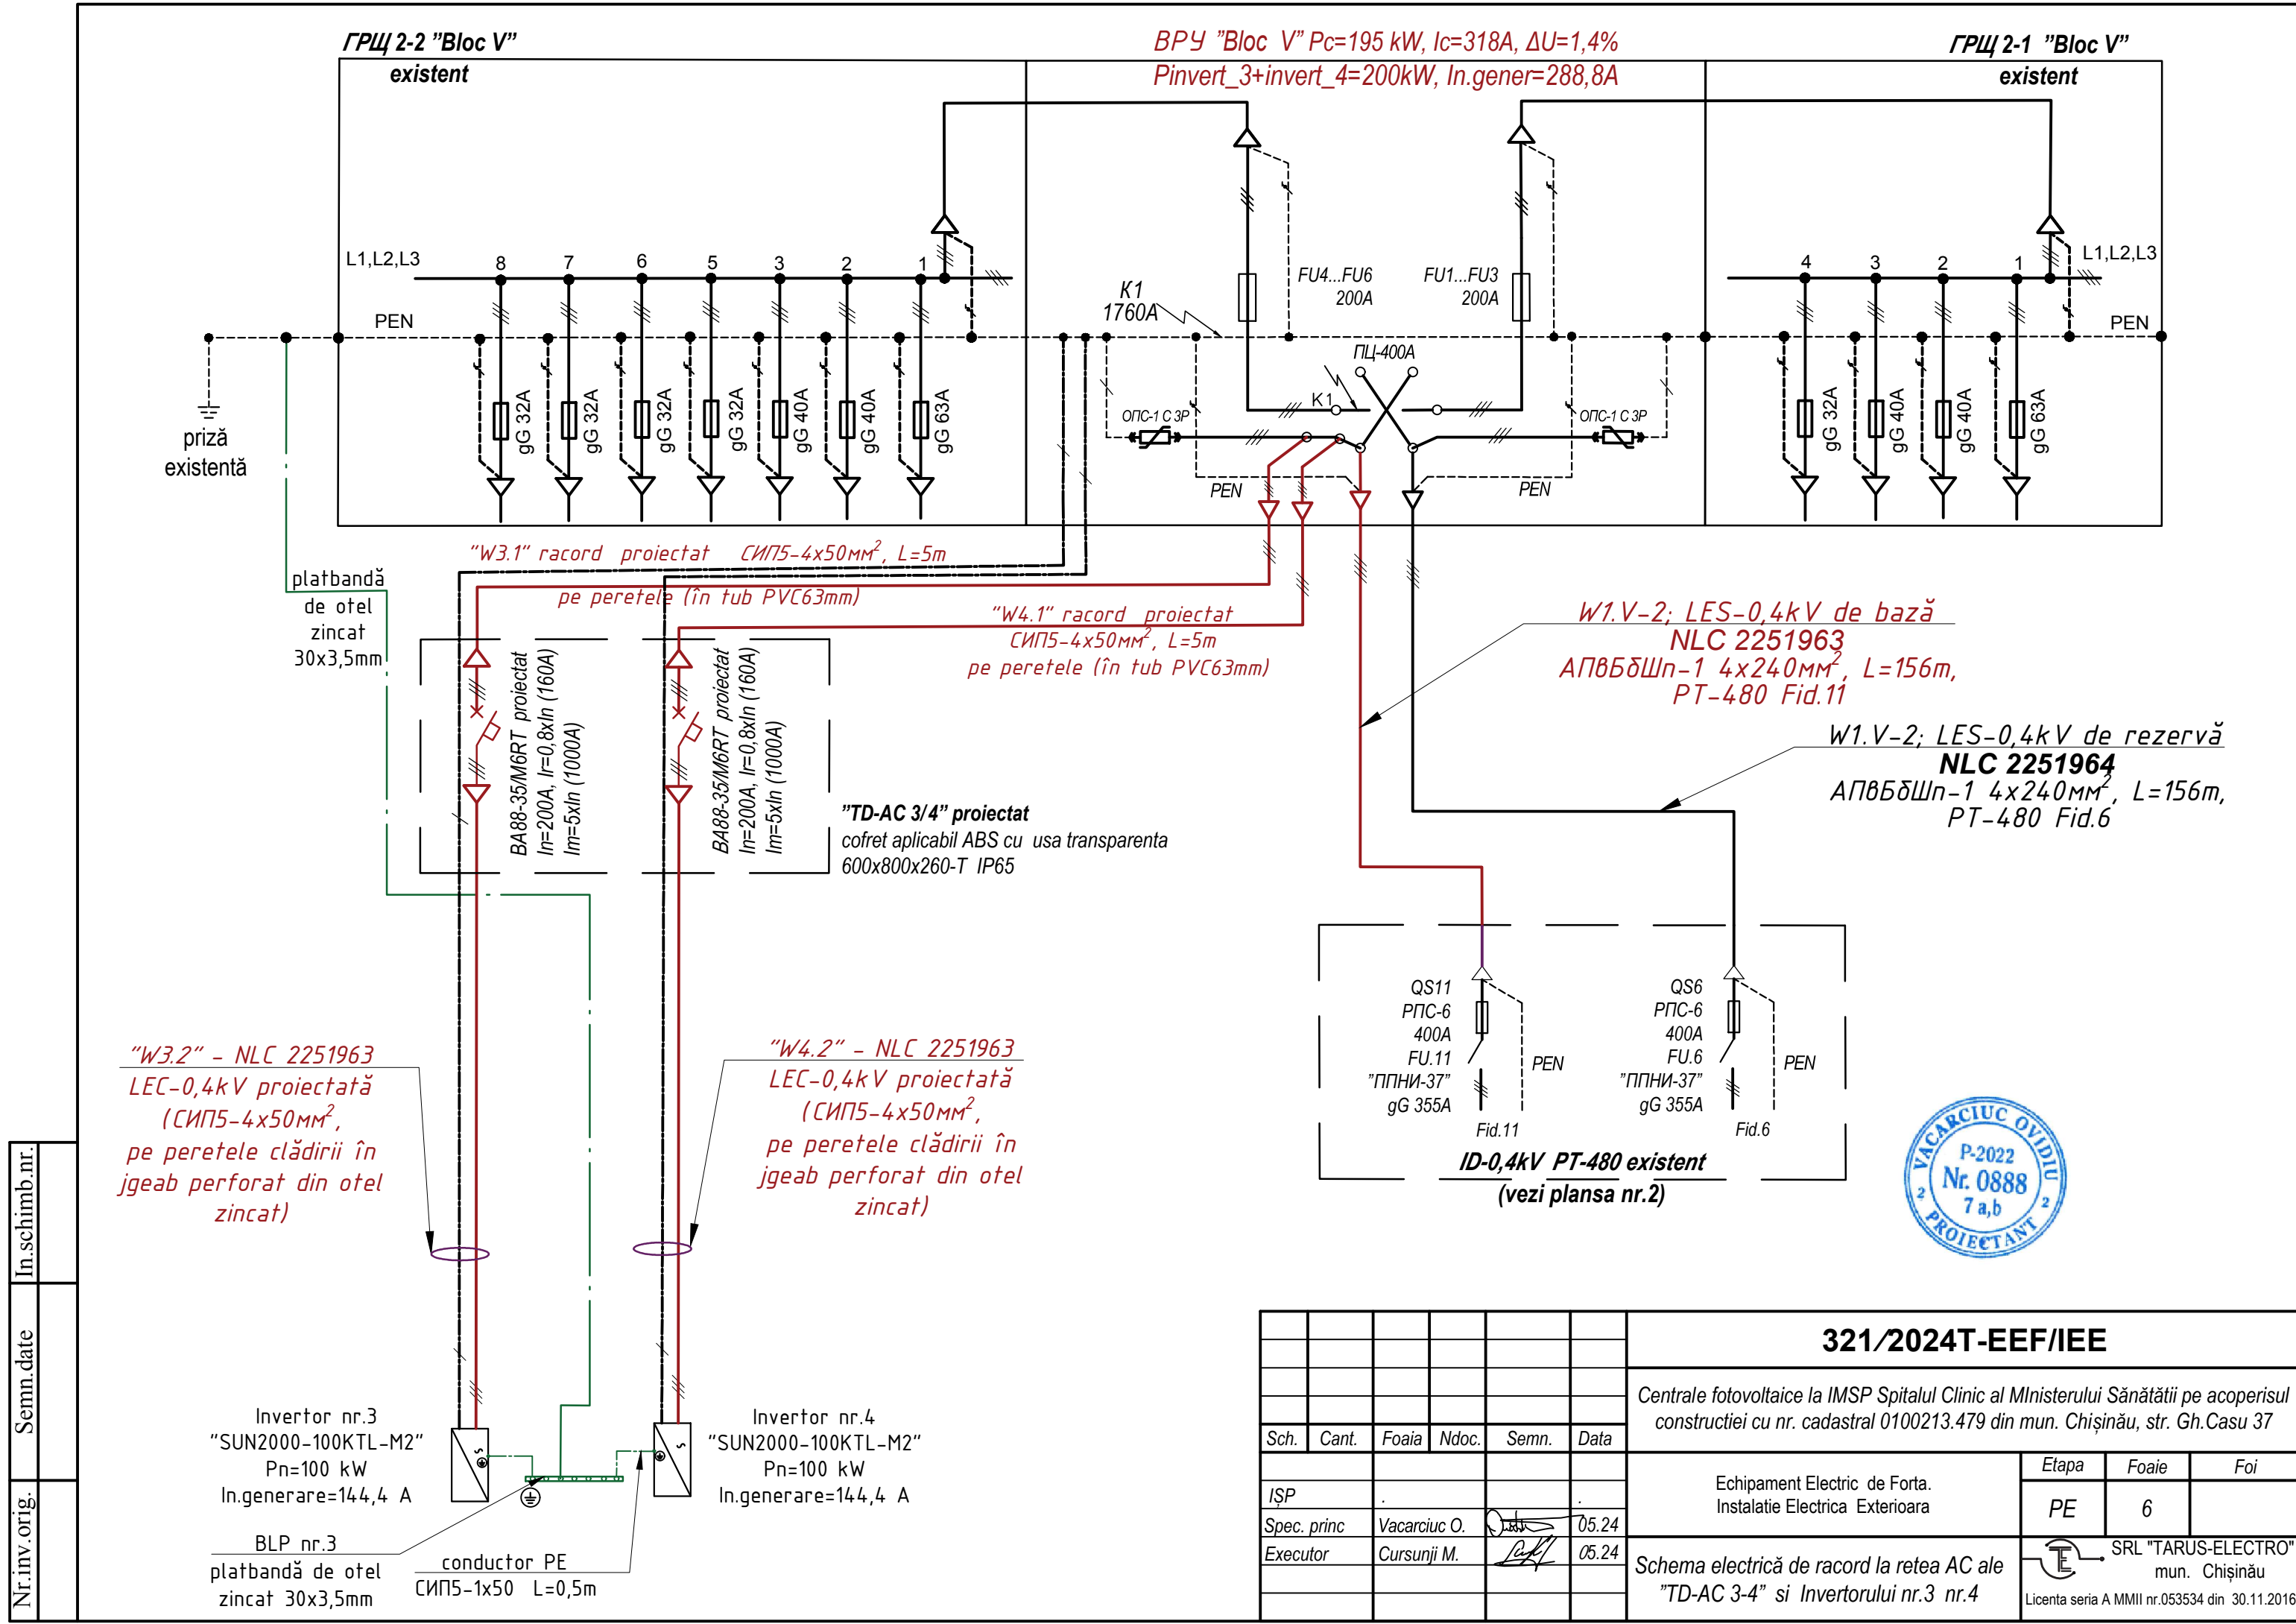 ГРЩ 2-2 ”Bloc V”
existent
ВРУ ”Bloc V” Pc=195 kW, Ic=318A, ΔU=1,4%
Pinvert_3+invert_4=200kW, In.gener=288,8A
ГРЩ 2-1 ”Bloc V”
existent
L1,L2,L3
8
7
6
5
3
2
1
PEN
gG 32A
gG 32A
gG 32A
gG 32A
gG 40A
gG 40A
gG 63A
priză
existentă
K1
1760A
FU4...FU6
200A
FU1...FU3
200A
ПЦ-400А
K1
ОПС-1 С 3Р
ОПС-1 С 3Р
PEN
PEN
4
3
2
1
L1,L2,L3
PEN
gG 32A
gG 40A
gG 40A
gG 63A
"W3.1" racord proiectat СИП5-4x50мм², L=5m
pe peretele (în tub PVC63mm)
platbandă
de otel
zincat
30x3,5mm
"W4.1" racord proiectat
СИП5-4x50мм², L=5m
pe peretele (în tub PVC63mm)
BA88-35/M6RT proiectat
In=200A, Ir=0,8xIn (160A)
Im=5xIn (1000A)
BA88-35/M6RT proiectat
In=200A, Ir=0,8xIn (160A)
Im=5xIn (1000A)
”TD-AC 3/4” proiectat
cofret aplicabil ABS cu usa transparenta
600x800x260-T IP65
W1.V-2; LES-0,4kV de bază
NLC 2251963
АПвБбШп-1 4x240мм², L=156m,
PT-480 Fid.11
W1.V-2; LES-0,4kV de rezervă
NLC 2251964
АПвБбШп-1 4x240мм², L=156m,
PT-480 Fid.6
QS11
РПС-6
400A
FU.11
”ППНИ-37”
gG 355A
PEN
Fid.11
QS6
РПС-6
400A
FU.6
”ППНИ-37”
gG 355A
PEN
Fid.6
ID-0,4kV PT-480 existent
(vezi plansa nr.2)
"W3.2" - NLC 2251963
LEC-0,4kV proiectată
(СИП5-4x50мм²,
pe peretele clădirii în
jgeab perforat din otel
zincat)
"W4.2" - NLC 2251963
LEC-0,4kV proiectată
(СИП5-4x50мм²,
pe peretele clădirii în
jgeab perforat din otel
zincat)
VACARCIUC OVIDIU
P-2022
Nr. 0888
7 a,b
2
2
PROIECTANT
Invertor nr.3
"SUN2000-100KTL-M2"
Pn=100 kW
In.generare=144,4 A
Invertor nr.4
"SUN2000-100KTL-M2"
Pn=100 kW
In.generare=144,4 A
BLP nr.3
platbandă de otel
zincat 30x3,5mm
conductor PE
СИП5-1x50 L=0,5m
In.schimb.nr.
Semn.date
Nr.inv.orig.
321/2024T-EEF/IEE
Centrale fotovoltaice la IMSP Spitalul Clinic al MInisterului Sănătătii pe acoperisul
constructiei cu nr. cadastral 0100213.479 din mun. Chișinău, str. Gh.Casu 37
Sch. Cant. Foaia Ndoc. Semn. Data
IȘP
Spec. princ Vacarciuc O. 05.24
Executor Cursunji M. 05.24
Echipament Electric de Forta.
Instalatie Electrica Exterioara
Etapa Foaie Foi
PE 6
Schema electrică de racord la retea AC ale
”TD-AC 3-4” si Invertorului nr.3 nr.4
TE
SRL "TARUS-ELECTRO"
mun. Chișinău
Licenta seria A MMII nr.053534 din 30.11.2016